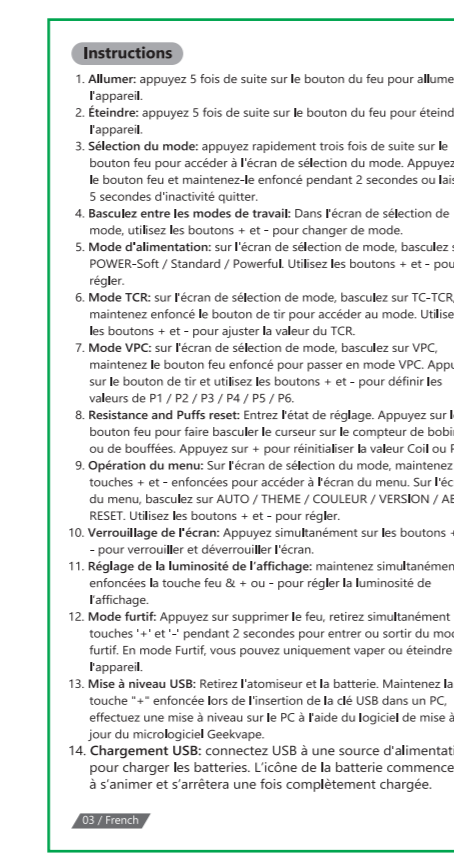 Instructions
1. Allumer: appuyez 5 fois de suite sur le bouton du feu pour allume
l'appareil.
2. Éteindre: appuyez 5 fois de suite sur le bouton du feu pour éteind
l'appareil.
3. Sélection du mode: appuyez rapidement trois fois de suite sur le
bouton feu pour accéder à l'écran de sélection du mode. Appuyez
le bouton feu et maintenez-le enfoncé pendant 2 secondes ou lais
5 secondes d'inactivité quitter.
4. Basculez entre les modes de travail: Dans l'écran de sélection de
mode, utilisez les boutons + et - pour changer de mode.
5. Mode d'alimentation: sur l'écran de sélection de mode, basculez s
POWER-Soft / Standard / Powerful. Utilisez les boutons + et - pou
régler.
6. Mode TCR: sur l'écran de sélection de mode, basculez sur TC-TCR,
maintenez enfoncé le bouton de tir pour accéder au mode. Utilise
les boutons + et - pour ajuster la valeur du TCR.
7. Mode VPC: sur l'écran de sélection de mode, basculez sur VPC,
maintenez le bouton feu enfoncé pour passer en mode VPC. Appu
sur le bouton de tir et utilisez les boutons + et - pour définir les
valeurs de P1 / P2 / P3 / P4 / P5 / P6.
8. Resistance and Puffs reset: Entrez l'état de réglage. Appuyez sur l
bouton feu pour faire basculer le curseur sur le compteur de bobi
ou de bouffées. Appuyez sur + pour réinitialiser la valeur Coil ou P
9. Opération du menu: Sur l'écran de sélection du mode, maintenez
touches + et - enfoncées pour accéder à l'écran du menu. Sur l'éc
du menu, basculez sur AUTO / THEME / COULEUR / VERSION / AB
RESET. Utilisez les boutons + et - pour régler.
10. Verrouillage de l'écran: Appuyez simultanément sur les boutons +
- pour verrouiller et déverrouiller l'écran.
11. Réglage de la luminosité de l'affichage: maintenez simultanémen
enfoncées la touche feu & + ou - pour régler la luminosité de
l'affichage.
12. Mode furtif: Appuyez sur supprimer le feu, retirez simultanément
touches '+' et '-' pendant 2 secondes pour entrer ou sortir du mod
furtif. En mode Furtif, vous pouvez uniquement vaper ou éteindre
l'appareil.
13. Mise à niveau USB: Retirez l'atomiseur et la batterie. Maintenez la
touche "+" enfoncée lors de l'insertion de la clé USB dans un PC,
effectuez une mise à niveau sur le PC à l'aide du logiciel de mise à
jour du micrologiciel Geekvape.
14. Chargement USB: connectez USB à une source d'alimentati
pour charger les batteries. L'icône de la batterie commence
à s'animer et s'arrêtera une fois complètement chargée.
03 / French